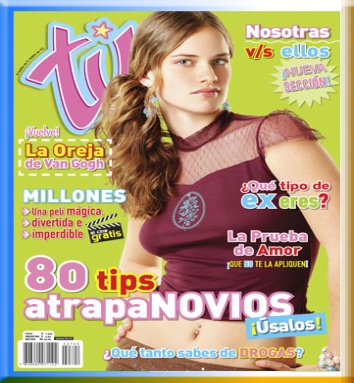 tú
Nosotras
v/s ellos
¡NUEVA
SECCIÓN!
¡Vuelve!
La Oreja
de Van Gogh
MILLONES
Una peli mágica,
divertida e
imperdible
gratis
¿Qué tipo de
ex eres?
La Prueba
de Amor
¡QUE NO TE LA APLIQUEN!
80 tips
atrapaNOVIOS
¡Úsalos!
¿Qué tanto sabes de DROGAS?